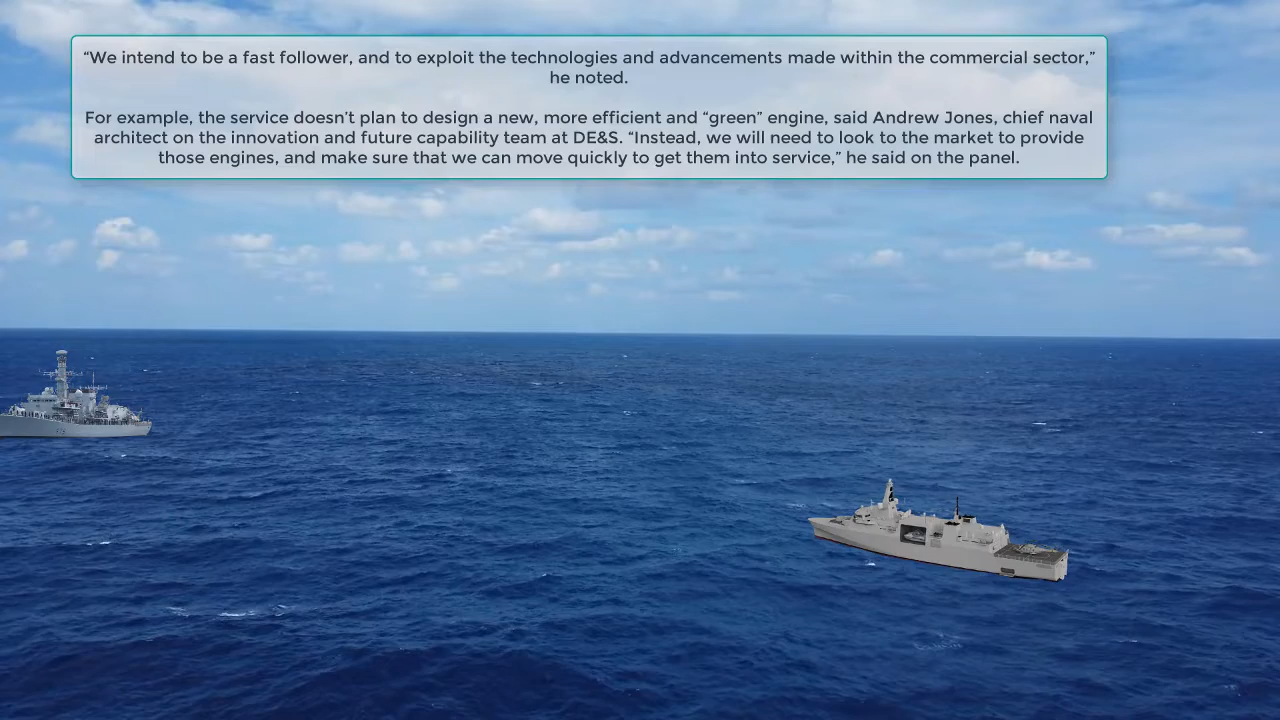 “We intend to be a fast follower, and to exploit the technologies and advancements made within the commercial sector,”
he noted.
For example, the service doesn’t plan to design a new, more efficient and “green” engine, said Andrew Jones, chief naval
architect on the innovation and future capability team at DE&S. “Instead, we will need to look to the market to provide
those engines, and make sure that we can move quickly to get them into service,” he said on the panel.